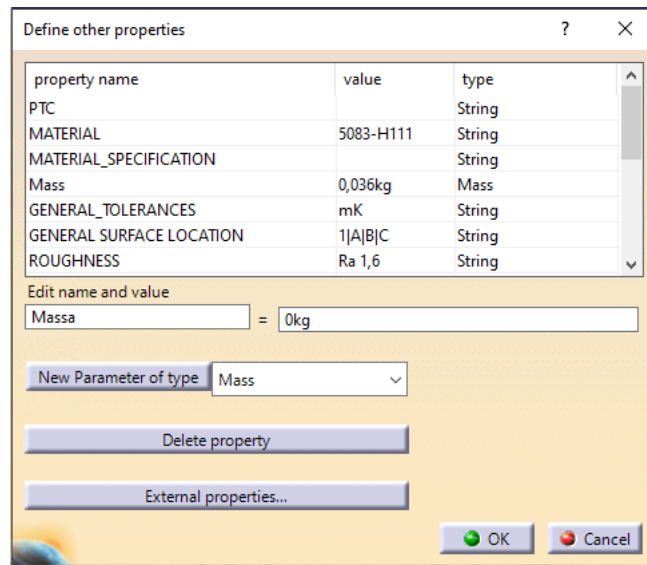 Define other properties ? X
property name value type
PTC String
MATERIAL 5083-H111 String
MATERIAL_SPECIFICATION String
Mass 0,036kg Mass
GENERAL_TOLERANCES mK String
GENERAL SURFACE LOCATION 1|A|B|C String
ROUGHNESS Ra 1,6 String
Edit name and value
Massa = 0kg
New Parameter of type Mass
Delete property
External properties...
OK Cancel